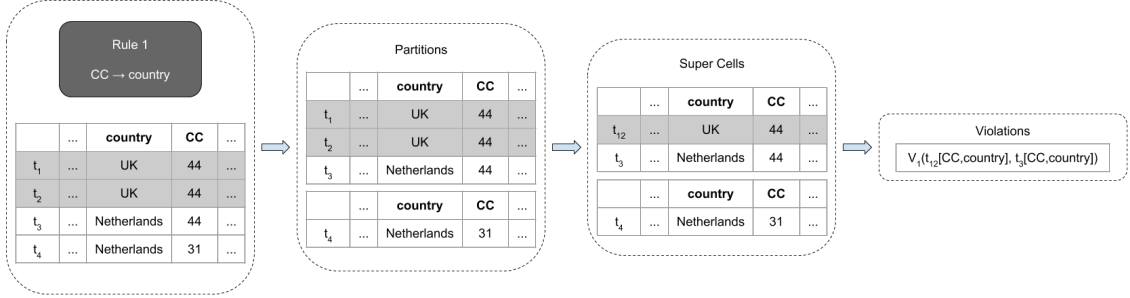 Rule 1
CC → country
... country CC ...
t1 ... UK 44 ...
t2 ... UK 44 ...
t3 ... Netherlands 44 ...
t4 ... Netherlands 31 ...
Partitions
... country CC ...
t1 ... UK 44 ...
t2 ... UK 44 ...
t3 ... Netherlands 44 ...
... country CC ...
t4 ... Netherlands 31 ...
Super Cells
... country CC ...
t12 ... UK 44 ...
t3 ... Netherlands 44 ...
... country CC ...
t4 ... Netherlands 31 ...
Violations
V1(t12[CC,country], t3[CC,country])